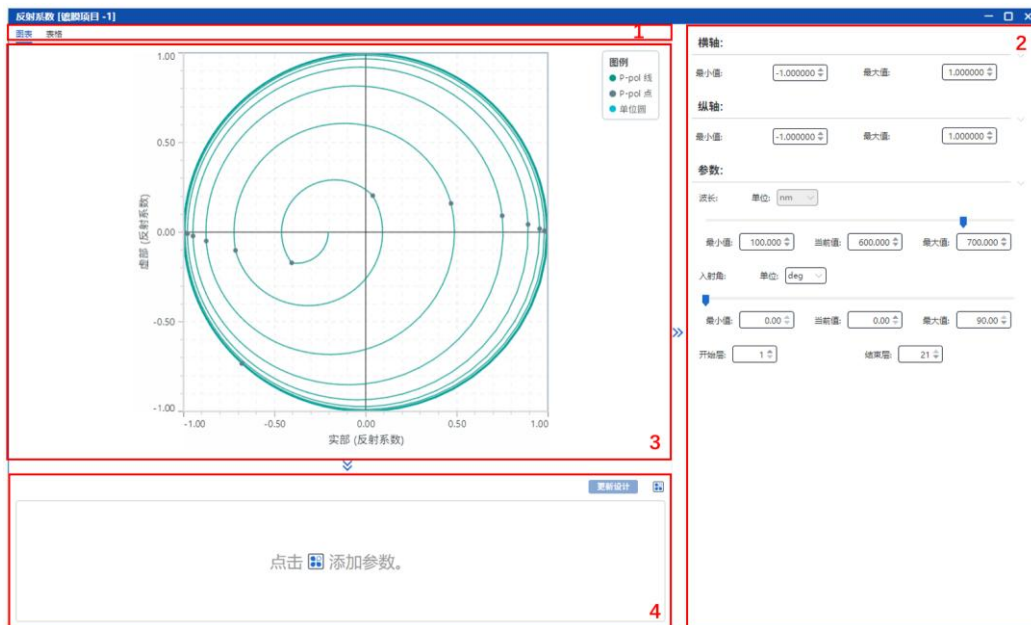 反射系数 [镀膜项目 -1]
图表 表格
1
2
图例
P-pol 线
P-pol 点
单位圆
1.00
0.50
0.00
-0.50
-1.00
虚部 (反射系数)
-1.00 -0.50 0.00 0.50 1.00
实部 (反射系数)
3
横轴:
最小值: -1.000000 最大值: 1.000000
纵轴:
最小值: -1.000000 最大值: 1.000000
参数:
波长: 单位: nm
最小值: 100.000 当前值: 600.000 最大值: 700.000
入射角: 单位: deg
最小值: 0.00 当前值: 0.00 最大值: 90.00
开始层: 1 结束层: 21
更新设计
点击 添加参数。
4